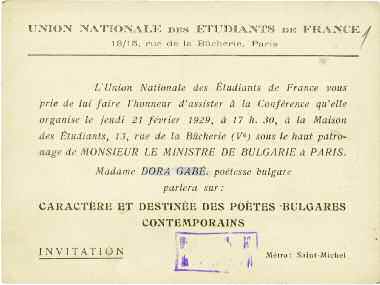 UNION NATIONALE DES ETUDIANTS DE FRANCE
13/15, rue de la Bûcherie, Paris
L'Union Nationale des Étudiants de France vous
prie de lui faire l'honneur d'assister à la Conférence qu'elle
organise le jeudi 21 février 1929, à 17 h. 30, à la Maison
des Étudiants, 13, rue de la Bûcherie (Vᵉ) sous le haut patro-
nage de MONSIEUR LE MINISTRE DE BULGARIE à PARIS.
Madame DORA GABÉ, poétesse bulgare
parlera sur :
CARACTÈRE ET DESTINÉE DES POÈTES BULGARES
CONTEMPORAINS
INVITATION
Métro: Saint-Michel